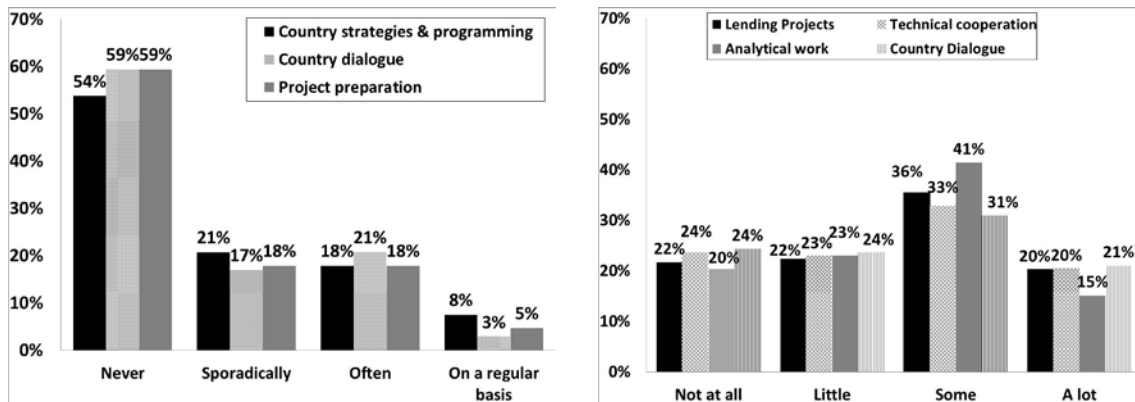 70%
60%
50%
40%
30%
20%
10%
0%
Country strategies & programming
Country dialogue
Project preparation
54%
59%
59%
21%
17%
18%
18%
21%
18%
8%
3%
5%
Never
Sporadically
Often
On a regular
basis
70%
60%
50%
40%
30%
20%
10%
0%
Lending Projects
Technical cooperation
Analytical work
Country Dialogue
22%
24%
20%
24%
22%
23%
23%
24%
36%
33%
41%
31%
20%
20%
15%
21%
Not at all
Little
Some
A lot